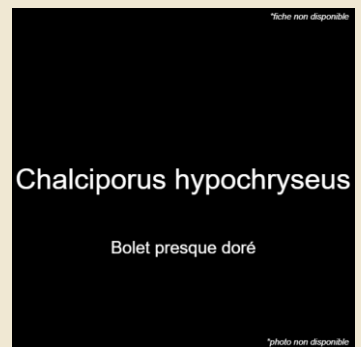 *fiche non disponible
Chalciporus hypochryseus
Bolet presque doré
*photo non disponible